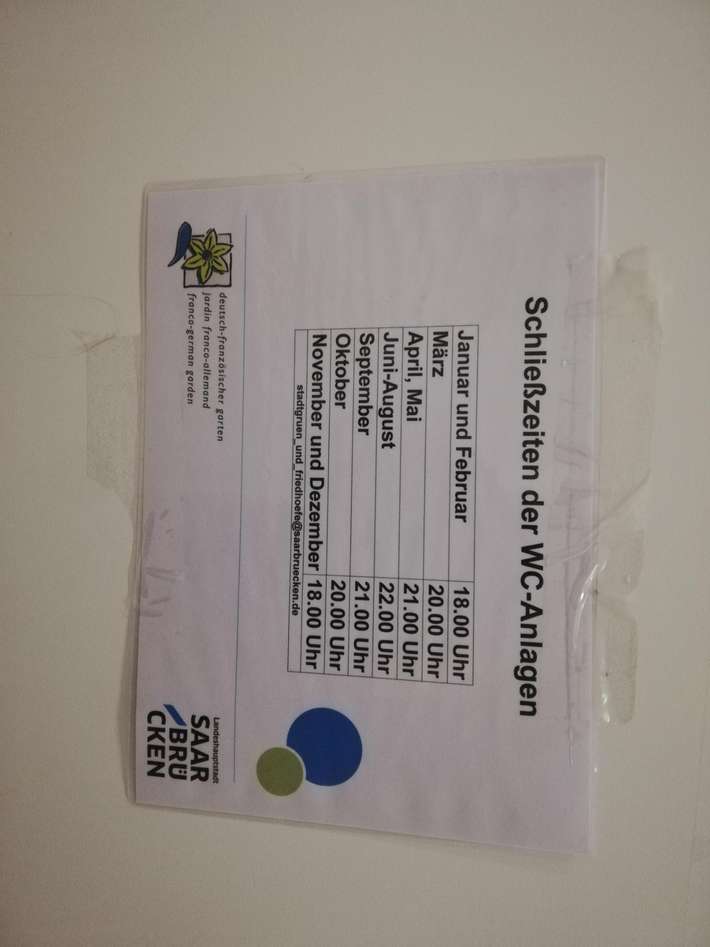 Schließzeiten der WC-Anlagen
Januar und Februar 18.00 Uhr
März 20.00 Uhr
April, Mai 21.00 Uhr
Juni-August 22.00 Uhr
September 21.00 Uhr
Oktober 20.00 Uhr
November und Dezember 18.00 Uhr
stadtgruen_und_friedhoefe@saarbruecken.de
deutsch-französischer garten
jardin franco-allemand
franco-german garden
Landeshauptstadt
SAAR
BRÜ
CKEN